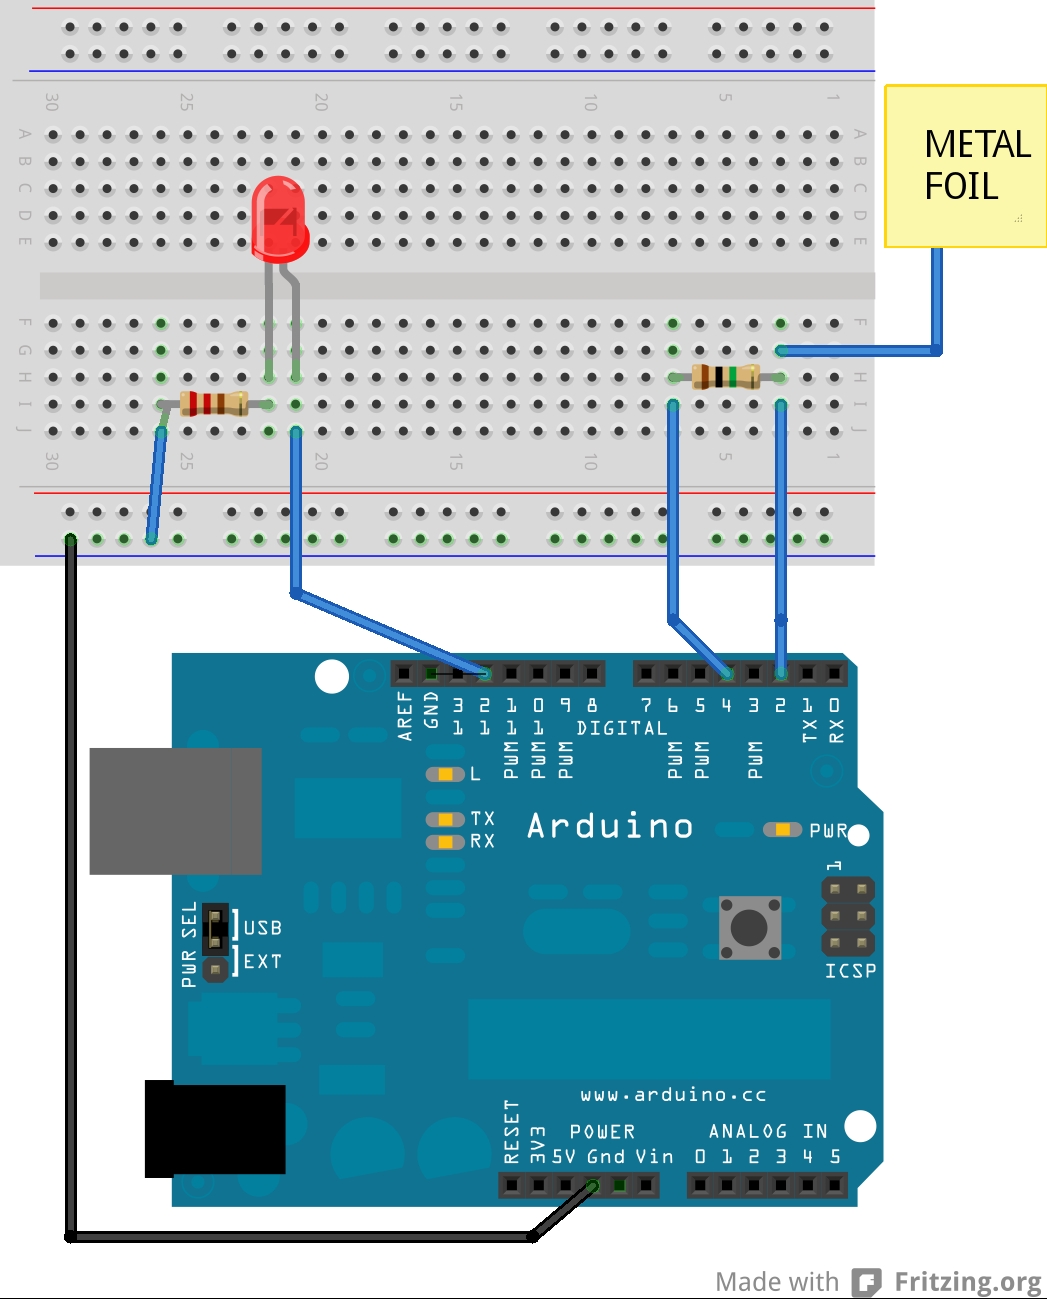 30 25 20 15 10 5 1
A A
B B
C C
D D
E E
METAL
FOIL
F F
G G
H H
I I
J J
30 25 20 15 10 5 1
AREF GND 13 12 11 10 9 8 7 6 5 4 3 2 1 0
DIGITAL
PWM PWM PWM PWM PWM PWM TX RX
L
TX
RX
Arduino
PWR
1
ICSP
PWR SEL
USB
EXT
www.arduino.cc
RESET 3V3
POWER ANALOG IN
5V Gnd Vin 0 1 2 3 4 5
Made with Fritzing.org